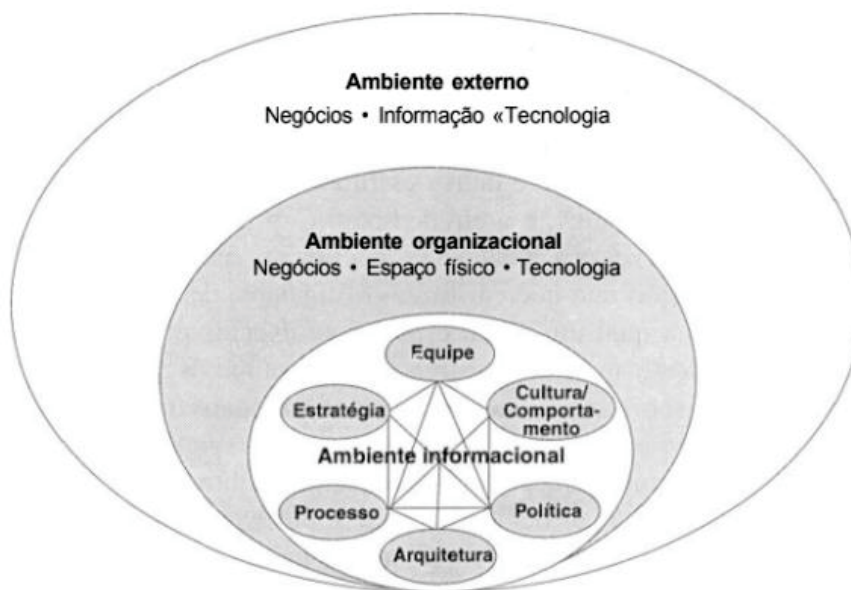 Ambiente externo
Negócios • Informação «Tecnologia
Ambiente organizacional
Negócios • Espaço físico • Tecnologia
Equipe
Estratégia
Cultura/
Comporta-
mento
Ambiente informacional
Processo
Política
Arquitetura